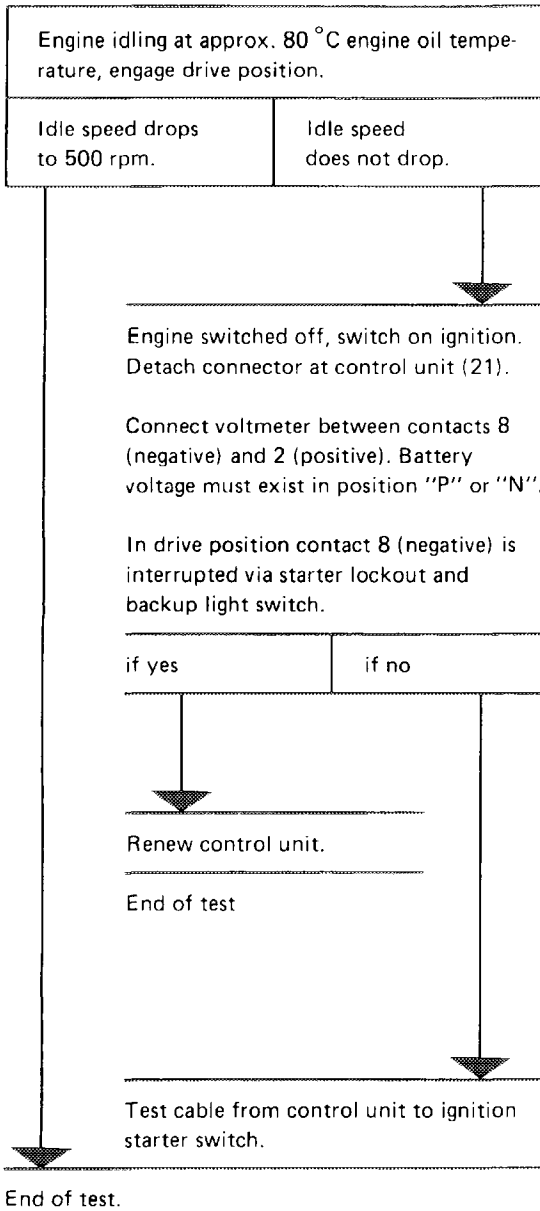 Engine idling at approx. 80 °C engine oil tempe-
rature, engage drive position.
Idle speed drops
to 500 rpm.
Idle speed
does not drop.
Engine switched off, switch on ignition.
Detach connector at control unit (21).
Connect voltmeter between contacts 8
(negative) and 2 (positive). Battery
voltage must exist in position "P" or "N".
In drive position contact 8 (negative) is
interrupted via starter lockout and
backup light switch.
if yes
if no
Renew control unit.
End of test
Test cable from control unit to ignition
starter switch.
End of test.